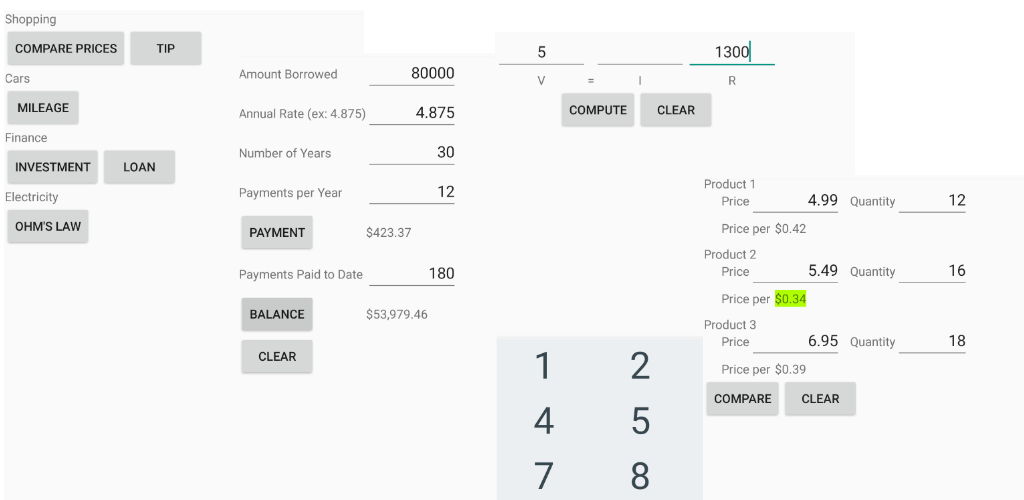 Shopping
COMPARE PRICES TIP
Cars
MILEAGE
Finance
INVESTMENT LOAN
Electricity
OHM'S LAW
Amount Borrowed 80000
Annual Rate (ex: 4.875) 4.875
Number of Years 30
Payments per Year 12
PAYMENT $423.37
Payments Paid to Date 180
BALANCE $53,979.46
CLEAR
5 1300
V = I R
COMPUTE CLEAR
1 2
4 5
7 8
Product 1
Price 4.99 Quantity 12
Price per $0.42
Product 2
Price 5.49 Quantity 16
Price per $0.34
Product 3
Price 6.95 Quantity 18
Price per $0.39
COMPARE CLEAR